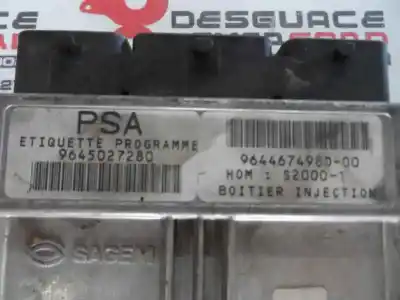 DESGUACE
PSA
ETIQUETTE PROGRAMME
9645027280
9644674980-00
HOM : S2000-1
BOITIER INJECTION
SAGEM